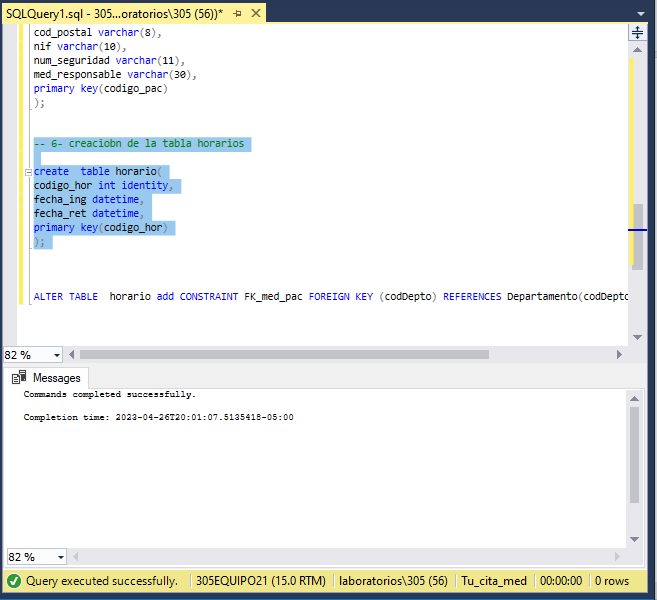 SQLQuery1.sql - 305...oratorios\305 (56))*
cod_postal varchar(8),
nif varchar(10),
num_seguridad varchar(11),
med_responsable varchar(30),
primary key(codigo_pac)
);
-- 6- creaciobn de la tabla horarios
create  table horario(
codigo_hor int identity,
fecha_ing datetime,
fecha_ret datetime,
primary key(codigo_hor)
);
ALTER TABLE  horario add CONSTRAINT FK_med_pac FOREIGN KEY (codDepto) REFERENCES Departamento(codDepto
82 %
Messages
Commands completed successfully.
Completion time: 2023-04-26T20:01:07.5135418-05:00
82 %
Query executed successfully.
305EQUIPO21 (15.0 RTM)
laboratorios\305 (56)
Tu_cita_med
00:00:00
0 rows